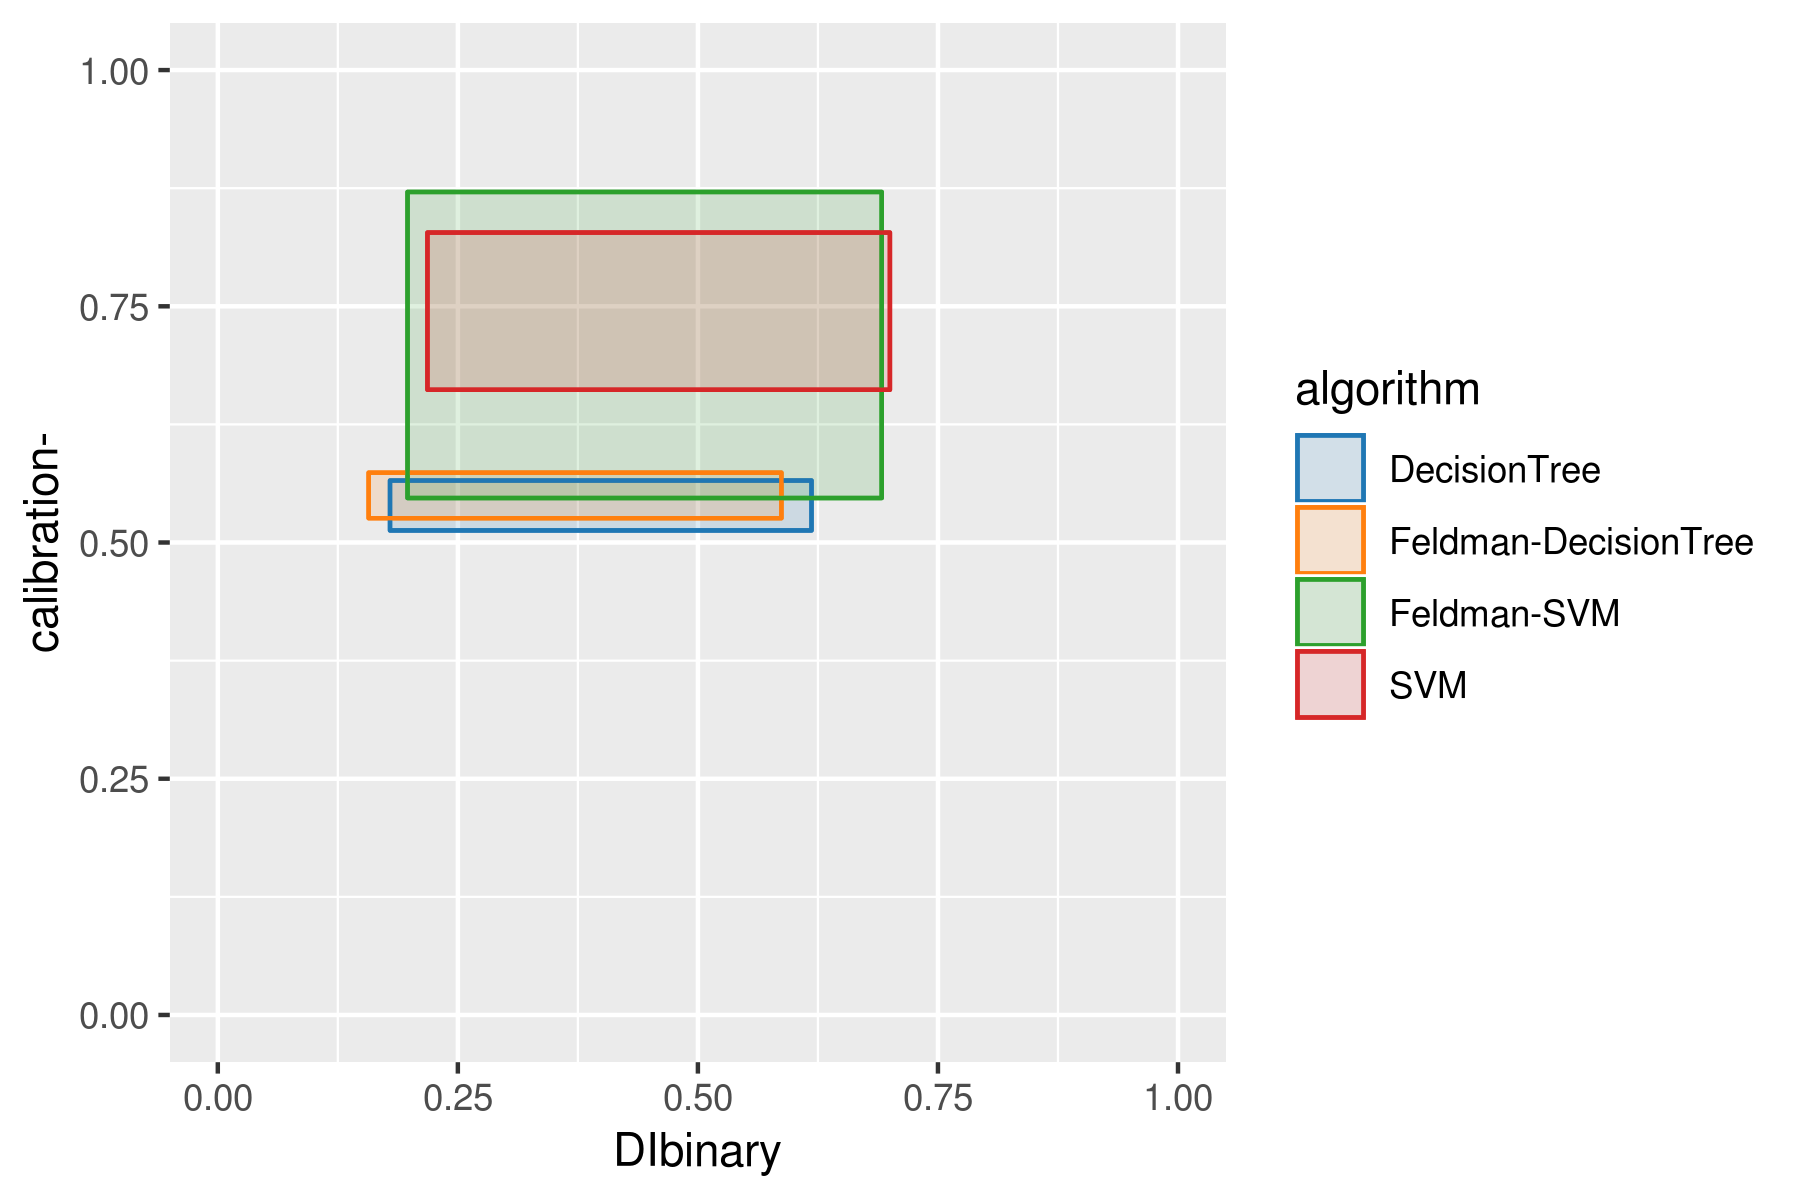 1.00
0.75
0.50
0.25
0.00
calibration-
0.00 0.25 0.50 0.75 1.00
DIbinary
algorithm
DecisionTree
Feldman-DecisionTree
Feldman-SVM
SVM